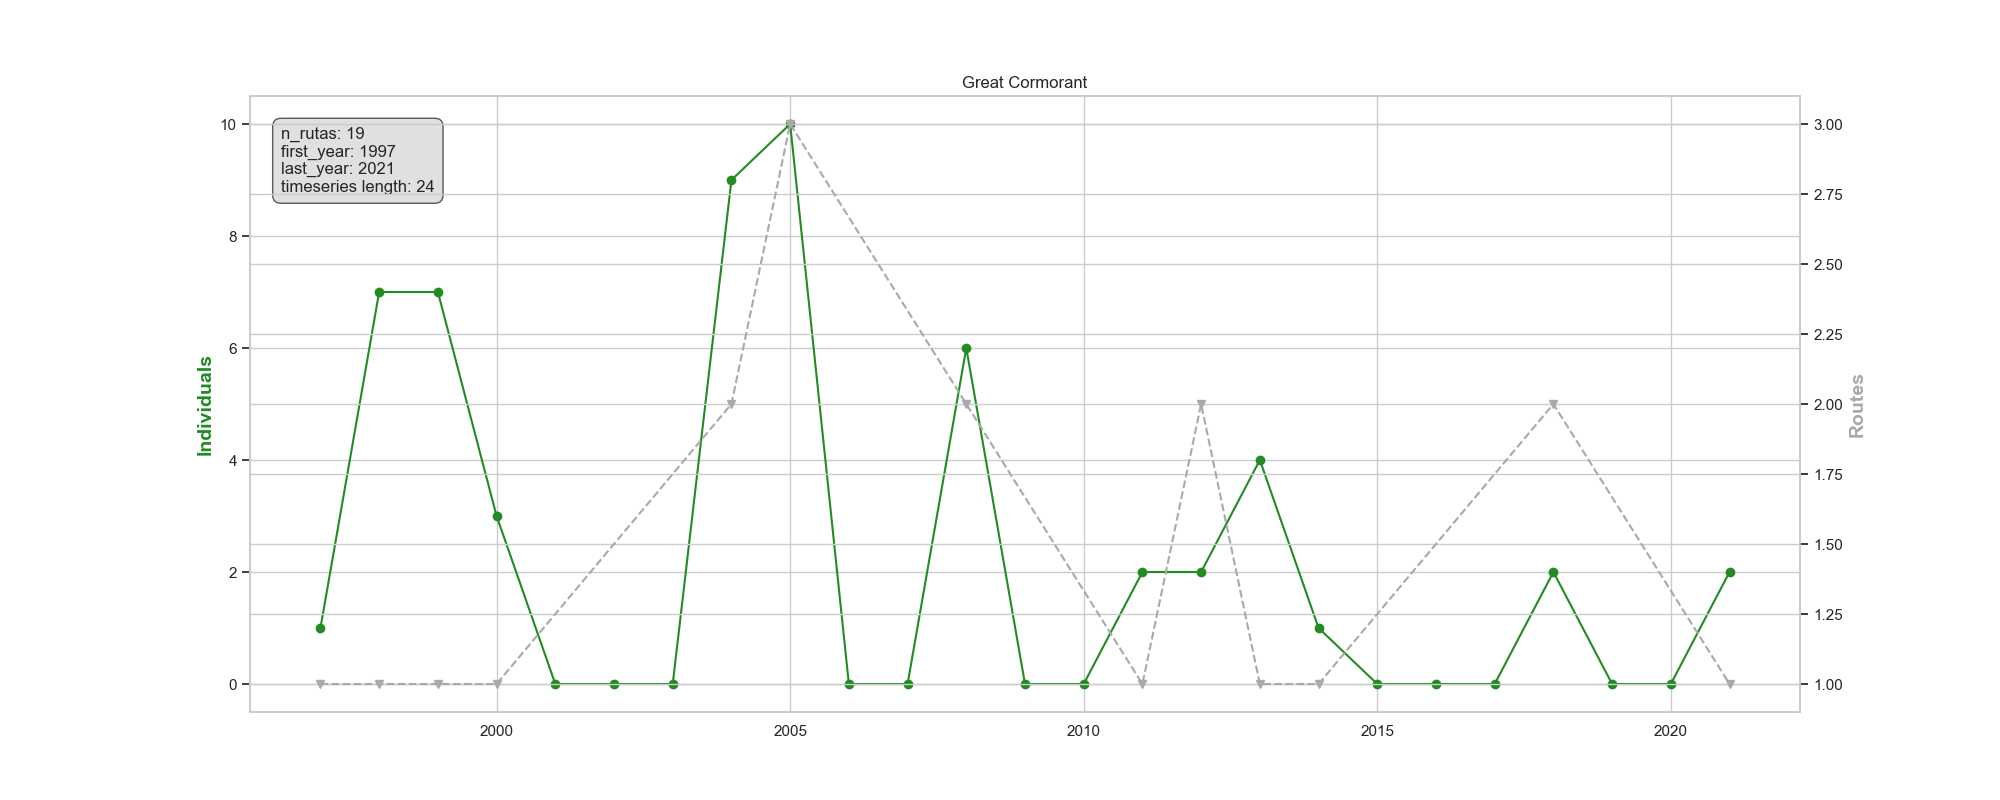 Great Cormorant
n_rutas: 19
first_year: 1997
last_year: 2021
timeseries length: 24
Individuals
10
8
6
4
2
0
3.00
2.75
2.50
2.25
2.00
1.75
1.50
1.25
1.00
Routes
2000 2005 2010 2015 2020